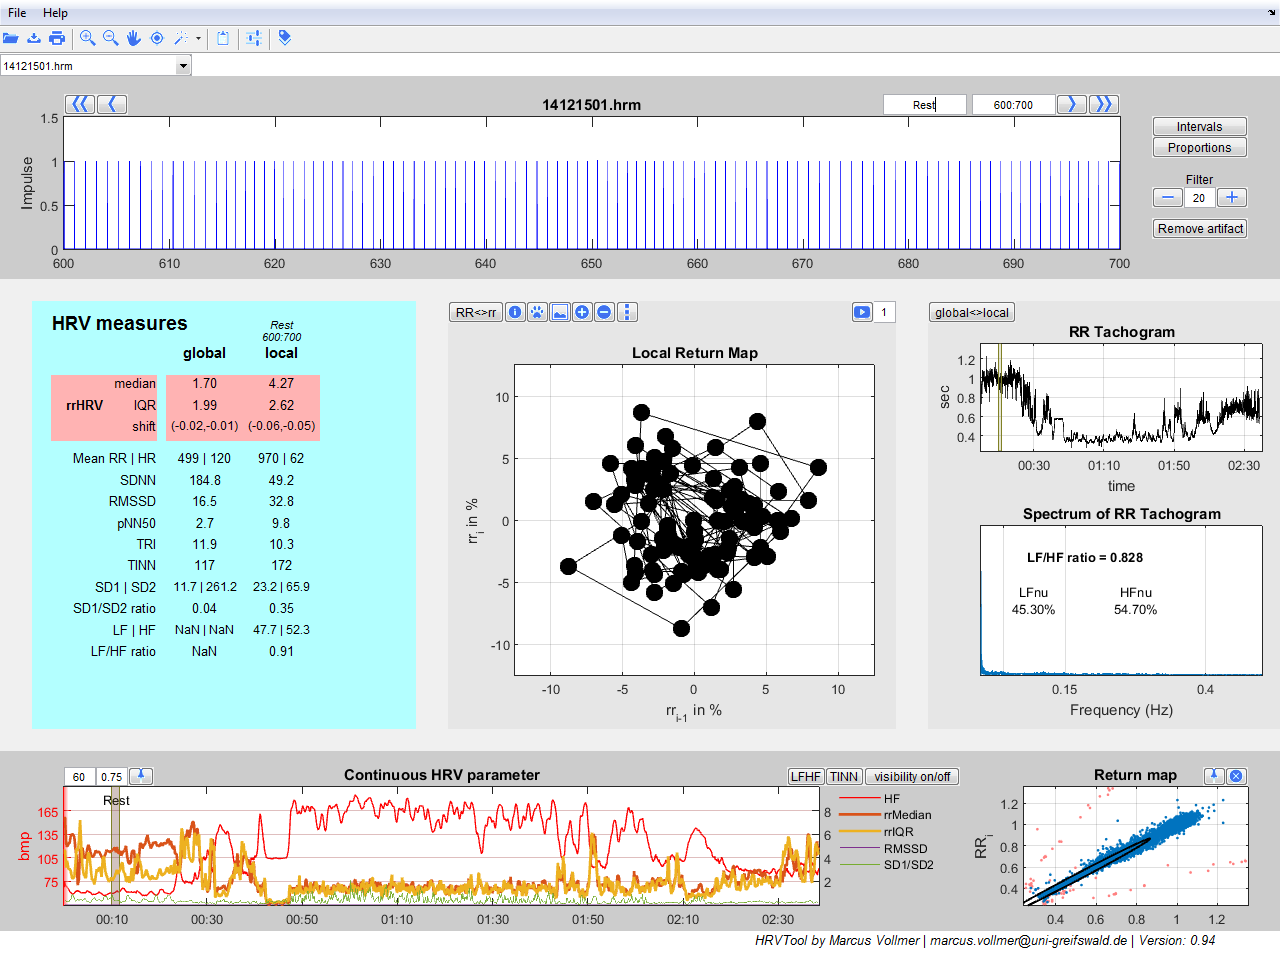 File Help
14121501.hrm
14121501.hrm Rest 600:700
1.5
1
0.5
0
Impulse
600 610 620 630 640 650 660 670 680 690 700
Intervals
Proportions
Filter
20
Remove artifact
HRV measures
Rest
600:700
global local
median 1.70 4.27
rrHRV IQR 1.99 2.62
shift (-0.02,-0.01) (-0.06,-0.05)
Mean RR | HR 499 | 120 970 | 62
SDNN 184.8 49.2
RMSSD 16.5 32.8
pNN50 2.7 9.8
TRI 11.9 10.3
TINN 117 172
SD1 | SD2 11.7 | 261.2 23.2 | 65.9
SD1/SD2 ratio 0.04 0.35
LF | HF NaN | NaN 47.7 | 52.3
LF/HF ratio NaN 0.91
RR<>rr 1
Local Return Map
10
5
0
-5
-10
rri in %
-10 -5 0 5 10
rri-1 in %
global<>local
RR Tachogram
1.2
1
0.8
0.6
0.4
sec
00:30 01:10 01:50 02:30
time
Spectrum of RR Tachogram
LF/HF ratio = 0.828
LFnu HFnu
45.30% 54.70%
0.15 0.4
Frequency (Hz)
60 0.75 Continuous HRV parameter LFHF TINN visibility on/off
Rest
165
135
105
75
bmp
8
6
4
2
00:10 00:30 00:50 01:10 01:30 01:50 02:10 02:30
HF
rrMedian
rrIQR
RMSSD
SD1/SD2
Return map
1.2
1
0.8
0.6
0.4
RRi
0.4 0.6 0.8 1 1.2
HRVTool by Marcus Vollmer | marcus.vollmer@uni-greifswald.de | Version: 0.94